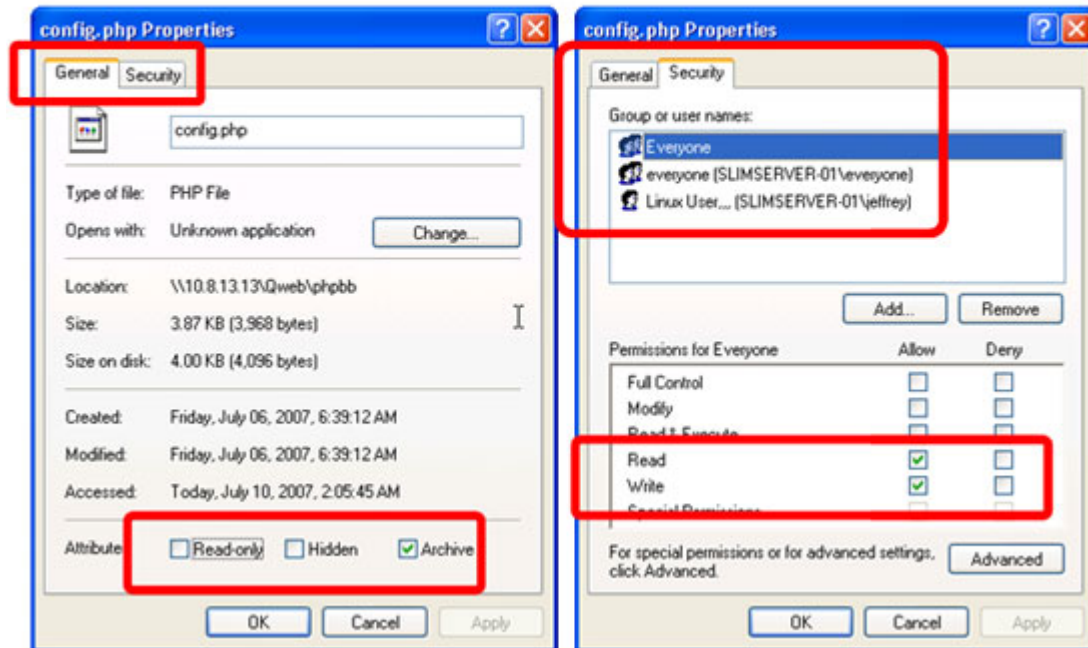 config.php Properties
General Security
config.php
Type of file: PHP File
Opens with: Unknown application Change...
Location: \\10.8.13.13\Qweb\phpbb
Size: 3.87 KB (3,968 bytes)
Size on disk: 4.00 KB (4,096 bytes)
Created: Friday, July 06, 2007, 6:39:12 AM
Modified: Friday, July 06, 2007, 6:39:12 AM
Accessed: Today, July 10, 2007, 2:05:45 AM
Attribute Read-only Hidden Archive
OK Cancel Apply
config.php Properties
General Security
Group or user names:
Everyone
everyone (SLIMSERVER-01\everyone)
Linux User,,, (SLIMSERVER-01\jeffrey)
Add... Remove
Permissions for Everyone Allow Deny
Full Control
Modify
Read & Execute
Read
Write
Special Permissions
For special permissions or for advanced settings,
click Advanced. Advanced
OK Cancel Apply